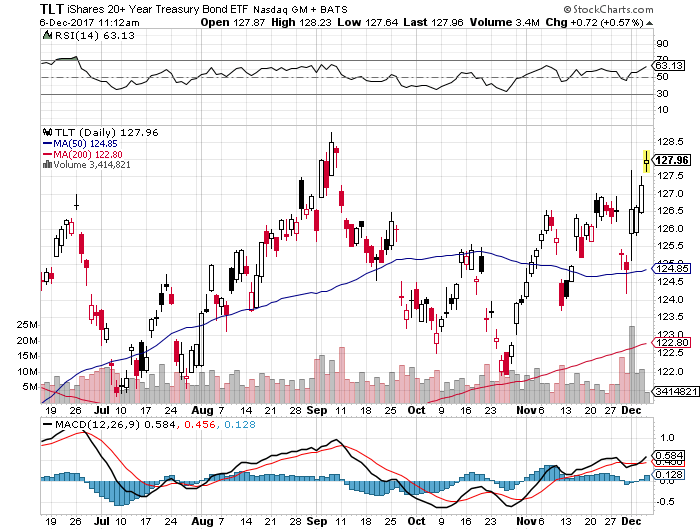 TLT iShares 20+ Year Treasury Bond ETF Nasdaq GM + BATS © StockCharts.com
6-Dec-2017 11:12am Open 127.87 High 128.23 Low 127.64 Last 127.96 Volume 3.4M Chg +0.72 (+0.57%)
RSI(14) 63.13
90
70
63.13
50
30
10
TLT (Daily) 127.96
MA(50) 124.85
MA(200) 122.80
Volume 3,414,821
128.5
127.96
127.5
127.0
126.5
126.0
125.5
124.85
124.5
124.0
123.5
123.0
122.80
122.0
25M
20M
15M
10M
5M
3414821
19 26 Jul 10 17 24 Aug 7 14 21 28 Sep 11 18 25 Oct 9 16 23 Nov 6 13 20 27 Dec
MACD(12,26,9) 0.584, 0.456, 0.128
1.0
0.584
0.128
0.0
-0.5
19 26 Jul 10 17 24 Aug 7 14 21 28 Sep 11 18 25 Oct 9 16 23 Nov 6 13 20 27 Dec